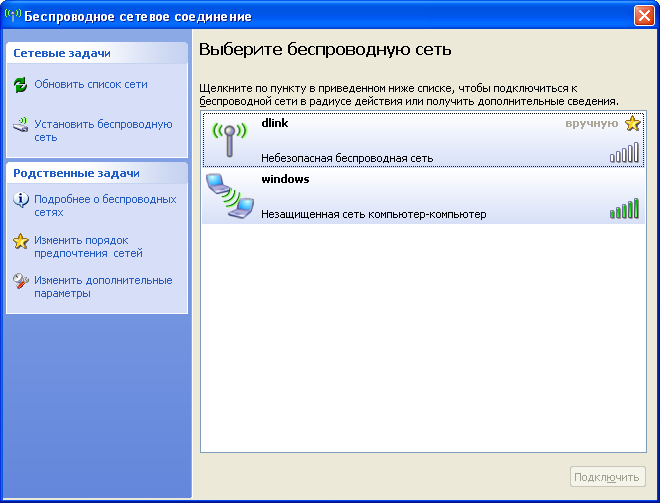 Беспроводное сетевое соединение
Сетевые задачи
Обновить список сети
Установить беспроводную
сеть
Родственные задачи
Подробнее о беспроводных
сетях
Изменить порядок
предпочтения сетей
Изменить дополнительные
параметры
Выберите беспроводную сеть
Щелкните по пункту в приведенном ниже списке, чтобы подключиться к
беспроводной сети в радиусе действия или получить дополнительные сведения.
dlink
вручную
Небезопасная беспроводная сеть
windows
Незащищенная сеть компьютер-компьютер
Подключить